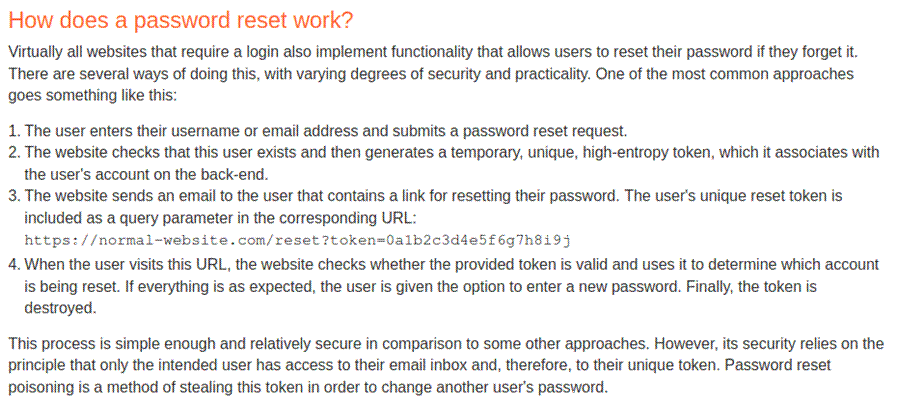 How does a password reset work?
Virtually all websites that require a login also implement functionality that allows users to reset their password if they forget it.
There are several ways of doing this, with varying degrees of security and practicality. One of the most common approaches
goes something like this:
1. The user enters their username or email address and submits a password reset request.
2. The website checks that this user exists and then generates a temporary, unique, high-entropy token, which it associates with
the user's account on the back-end.
3. The website sends an email to the user that contains a link for resetting their password. The user's unique reset token is
included as a query parameter in the corresponding URL:
https://normal-website.com/reset?token=0a1b2c3d4e5f6g7h8i9j
4. When the user visits this URL, the website checks whether the provided token is valid and uses it to determine which account
is being reset. If everything is as expected, the user is given the option to enter a new password. Finally, the token is
destroyed.
This process is simple enough and relatively secure in comparison to some other approaches. However, its security relies on the
principle that only the intended user has access to their email inbox and, therefore, to their unique token. Password reset
poisoning is a method of stealing this token in order to change another user's password.